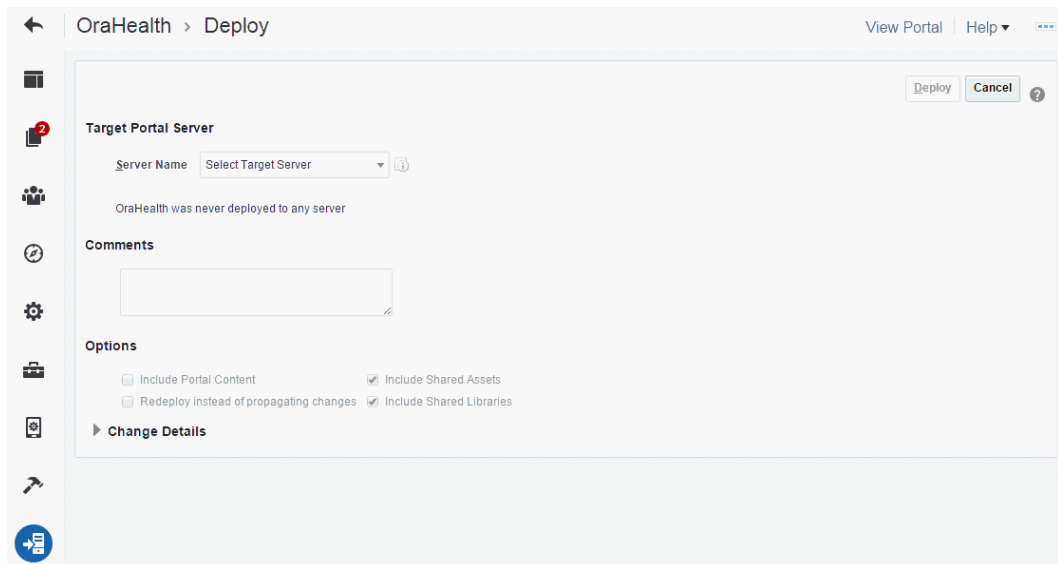 OraHealth > Deploy
View Portal
Help
Deploy
Cancel
?
2
Target Portal Server
Server Name
Select Target Server
OraHealth was never deployed to any server
Comments
Options
Include Portal Content
Include Shared Assets
Redeploy instead of propagating changes
Include Shared Libraries
Change Details